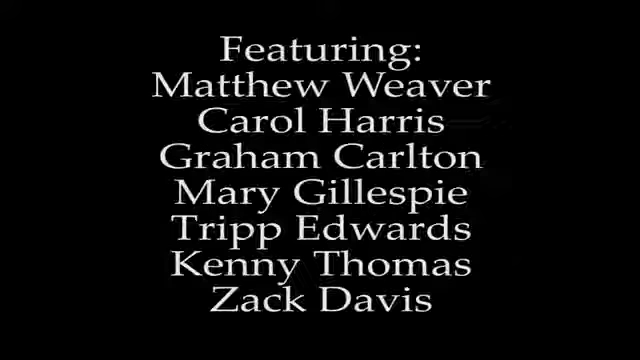 Featuring:
Matthew Weaver
Carol Harris
Graham Carlton
Mary Gillespie
Tripp Edwards
Kenny Thomas
Zack Davis